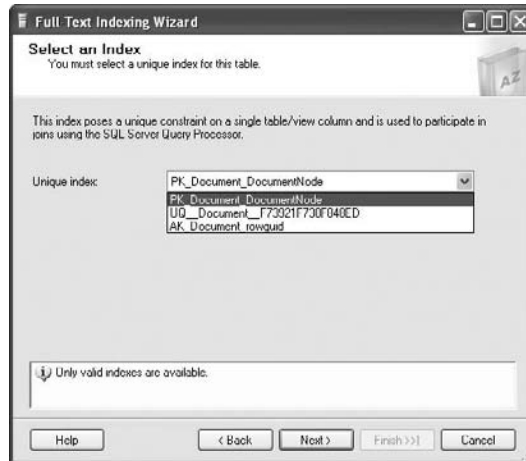 Full Text Indexing Wizard
Select an Index
You must select a unique index for this table.
AZ
This index poses a unique constraint on a single table/view column and is used to participate in
joins using the SQL Server Query Processor.
Unique index: PK_Document_DocumentNode
PK_Document_DocumentNode
UQ__Document__F73921F730F848ED
AK_Document_rowguid
Only valid indexes are available.
Help < Back Next > Finish >>| Cancel